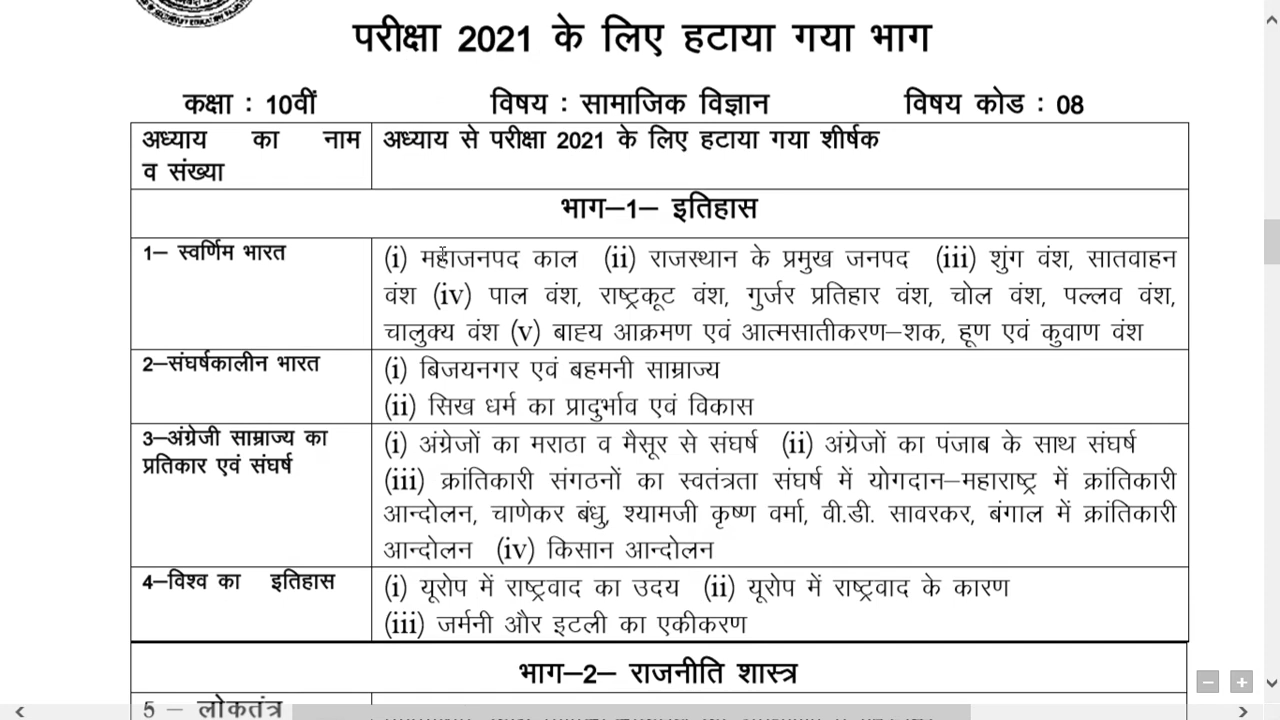 परीक्षा 2021 के लिए हटाया गया भाग
कक्षा : 10वीं विषय : सामाजिक विज्ञान विषय कोड : 08
अध्याय का नाम व संख्या
अध्याय से परीक्षा 2021 के लिए हटाया गया शीर्षक
भाग–1– इतिहास
1– स्वर्णिम भारत
(i) महाजनपद काल (ii) राजस्थान के प्रमुख जनपद (iii) शुंग वंश, सातवाहन
वंश (iv) पाल वंश, राष्ट्रकूट वंश, गुर्जर प्रतिहार वंश, चोल वंश, पल्लव वंश,
चालुक्य वंश (v) बाह्य आक्रमण एवं आत्मसातीकरण–शक, हूण एवं कुवाण वंश
2–संघर्षकालीन भारत
(i) बिजयनगर एवं बहमनी साम्राज्य
(ii) सिख धर्म का प्रादुर्भाव एवं विकास
3–अंग्रेजी साम्राज्य का
प्रतिकार एवं संघर्ष
(i) अंग्रेजों का मराठा व मैसूर से संघर्ष (ii) अंग्रेजों का पंजाब के साथ संघर्ष
(iii) क्रांतिकारी संगठनों का स्वतंत्रता संघर्ष में योगदान–महाराष्ट्र में क्रांतिकारी
आन्दोलन, चाणेकर बंधु, श्यामजी कृष्ण वर्मा, वी.डी. सावरकर, बंगाल में क्रांतिकारी
आन्दोलन (iv) किसान आन्दोलन
4–विश्व का इतिहास
(i) यूरोप में राष्ट्रवाद का उदय (ii) यूरोप में राष्ट्रवाद के कारण
(iii) जर्मनी और इटली का एकीकरण
भाग–2– राजनीति शास्त्र
5 – लोकतंत्र